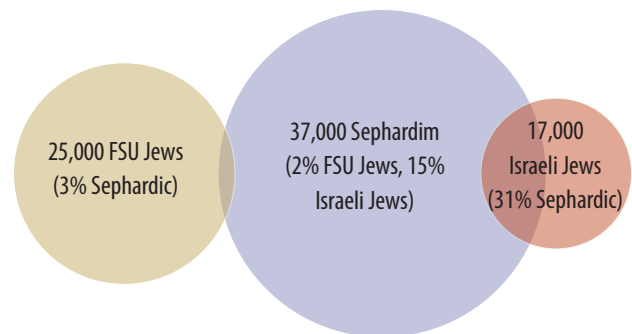 25,000 FSU Jews
(3% Sephardic)
37,000 Sephardim
(2% FSU Jews, 15%
Israeli Jews)
17,000
Israeli Jews
(31% Sephardic)